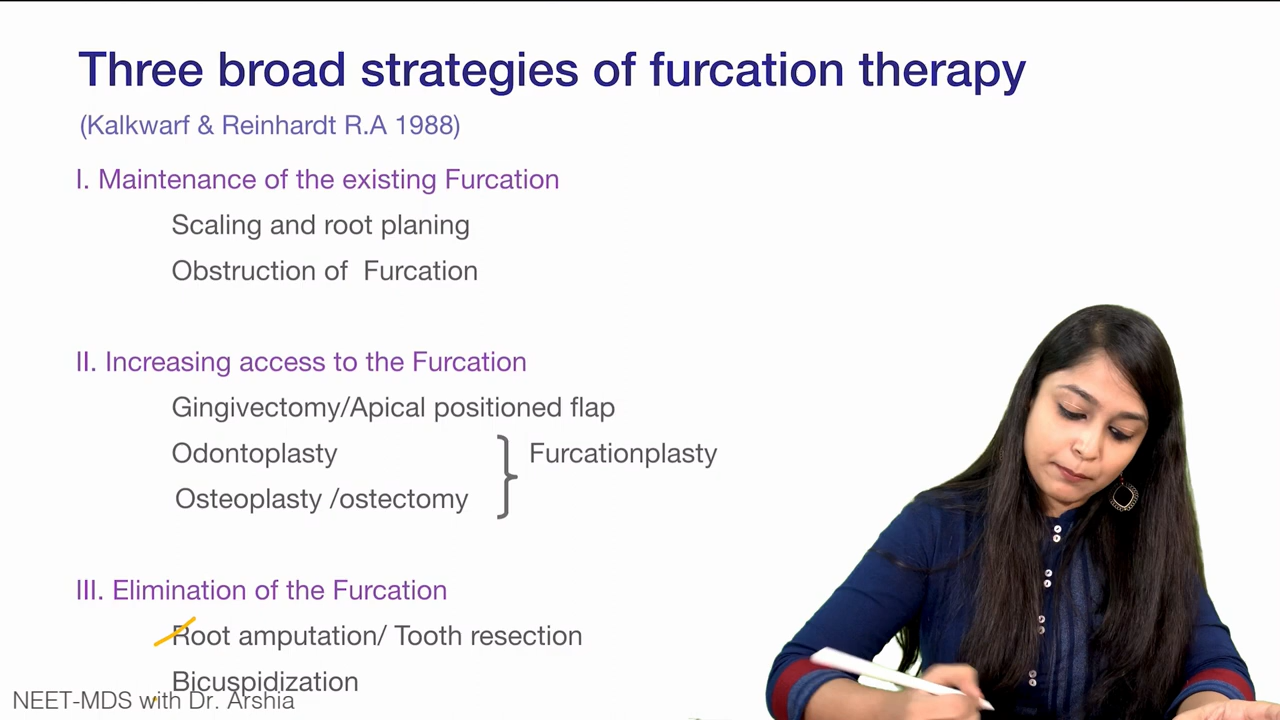 Three broad strategies of furcation therapy
(Kalkwarf & Reinhardt R.A 1988)
I. Maintenance of the existing Furcation
Scaling and root planing
Obstruction of Furcation
II. Increasing access to the Furcation
Gingivectomy/Apical positioned flap
Odontoplasty
Furcationplasty
Osteoplasty /ostectomy
III. Elimination of the Furcation
Root amputation/ Tooth resection
Bicuspidization
NEET-MDS with Dr. Arshia